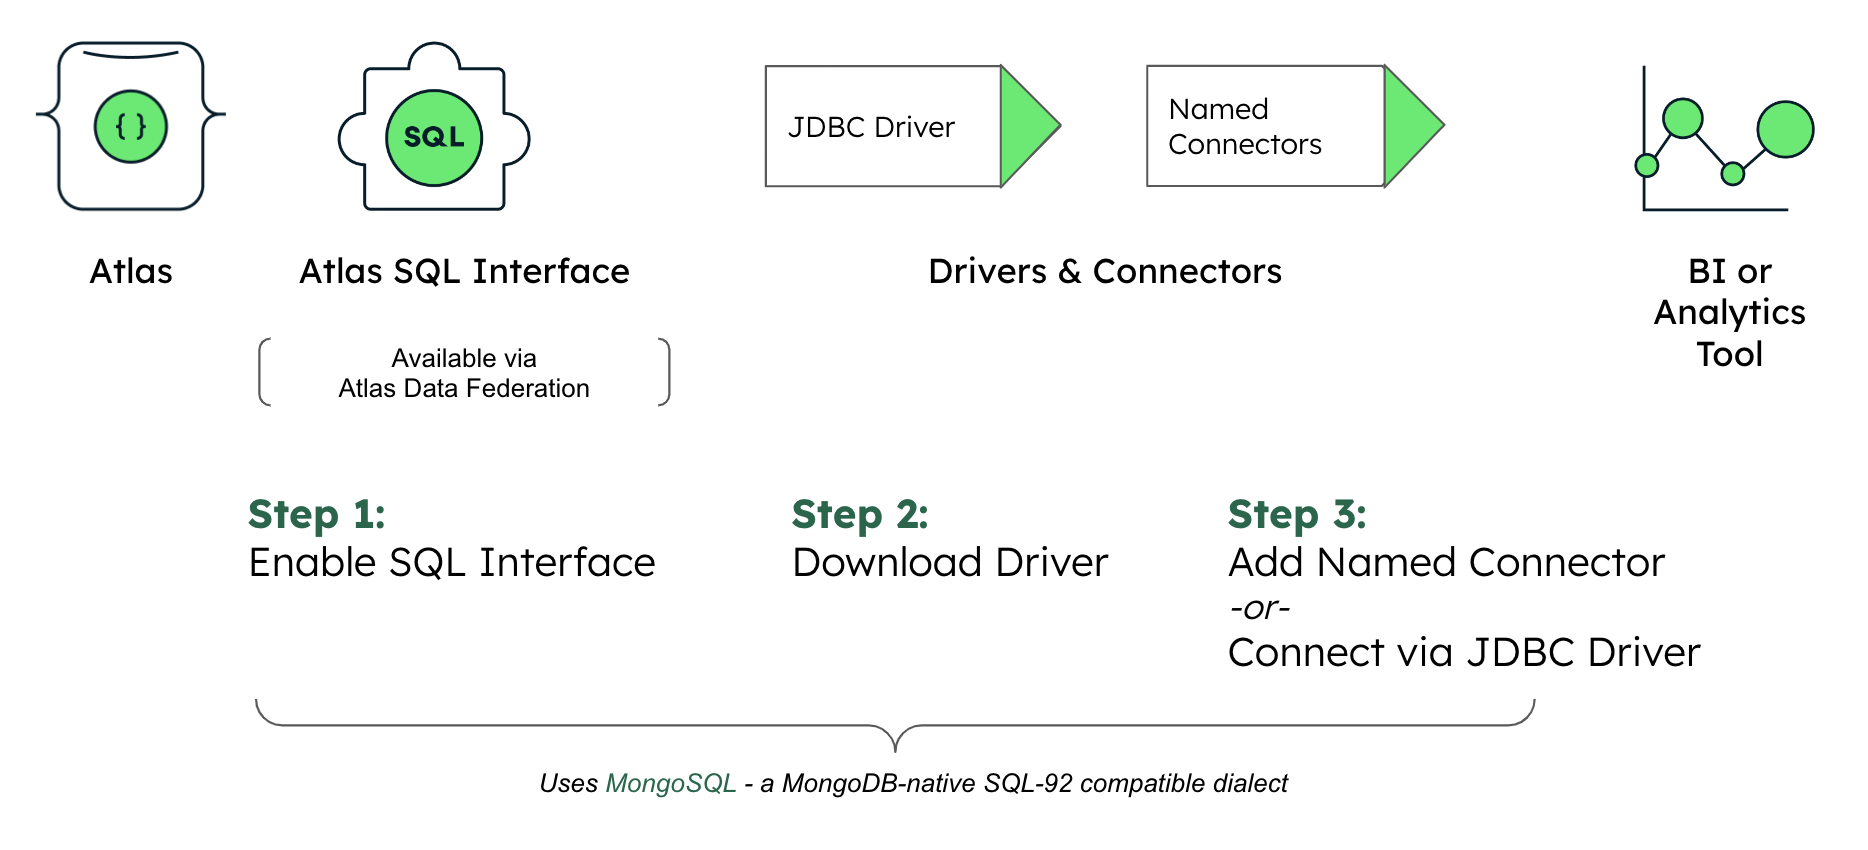 { }
SQL
JDBC Driver
Named
Connectors
Atlas
Atlas SQL Interface
Drivers & Connectors
BI or
Analytics
Tool
Available via
Atlas Data Federation
Step 1:
Enable SQL Interface
Step 2:
Download Driver
Step 3:
Add Named Connector
-or-
Connect via JDBC Driver
Uses MongoSQL - a MongoDB-native SQL-92 compatible dialect